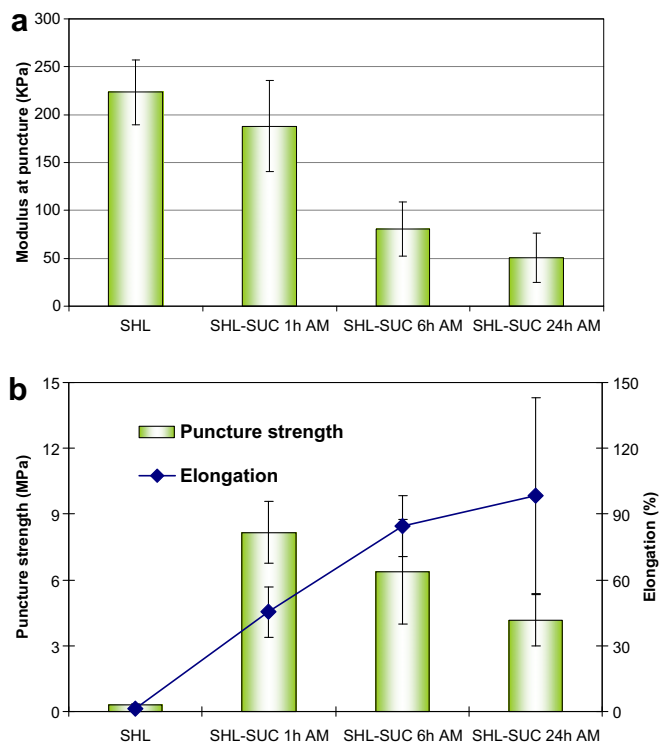 a
300
250
200
150
100
50
0
Modulus at puncture (KPa)
SHL SHL-SUC 1h AM SHL-SUC 6h AM SHL-SUC 24h AM
b
15
12
9
6
3
0
Puncture strength (MPa)
Puncture strength
Elongation
150
120
90
60
30
0
Elongation (%)
SHL SHL-SUC 1h AM SHL-SUC 6h AM SHL-SUC 24h AM